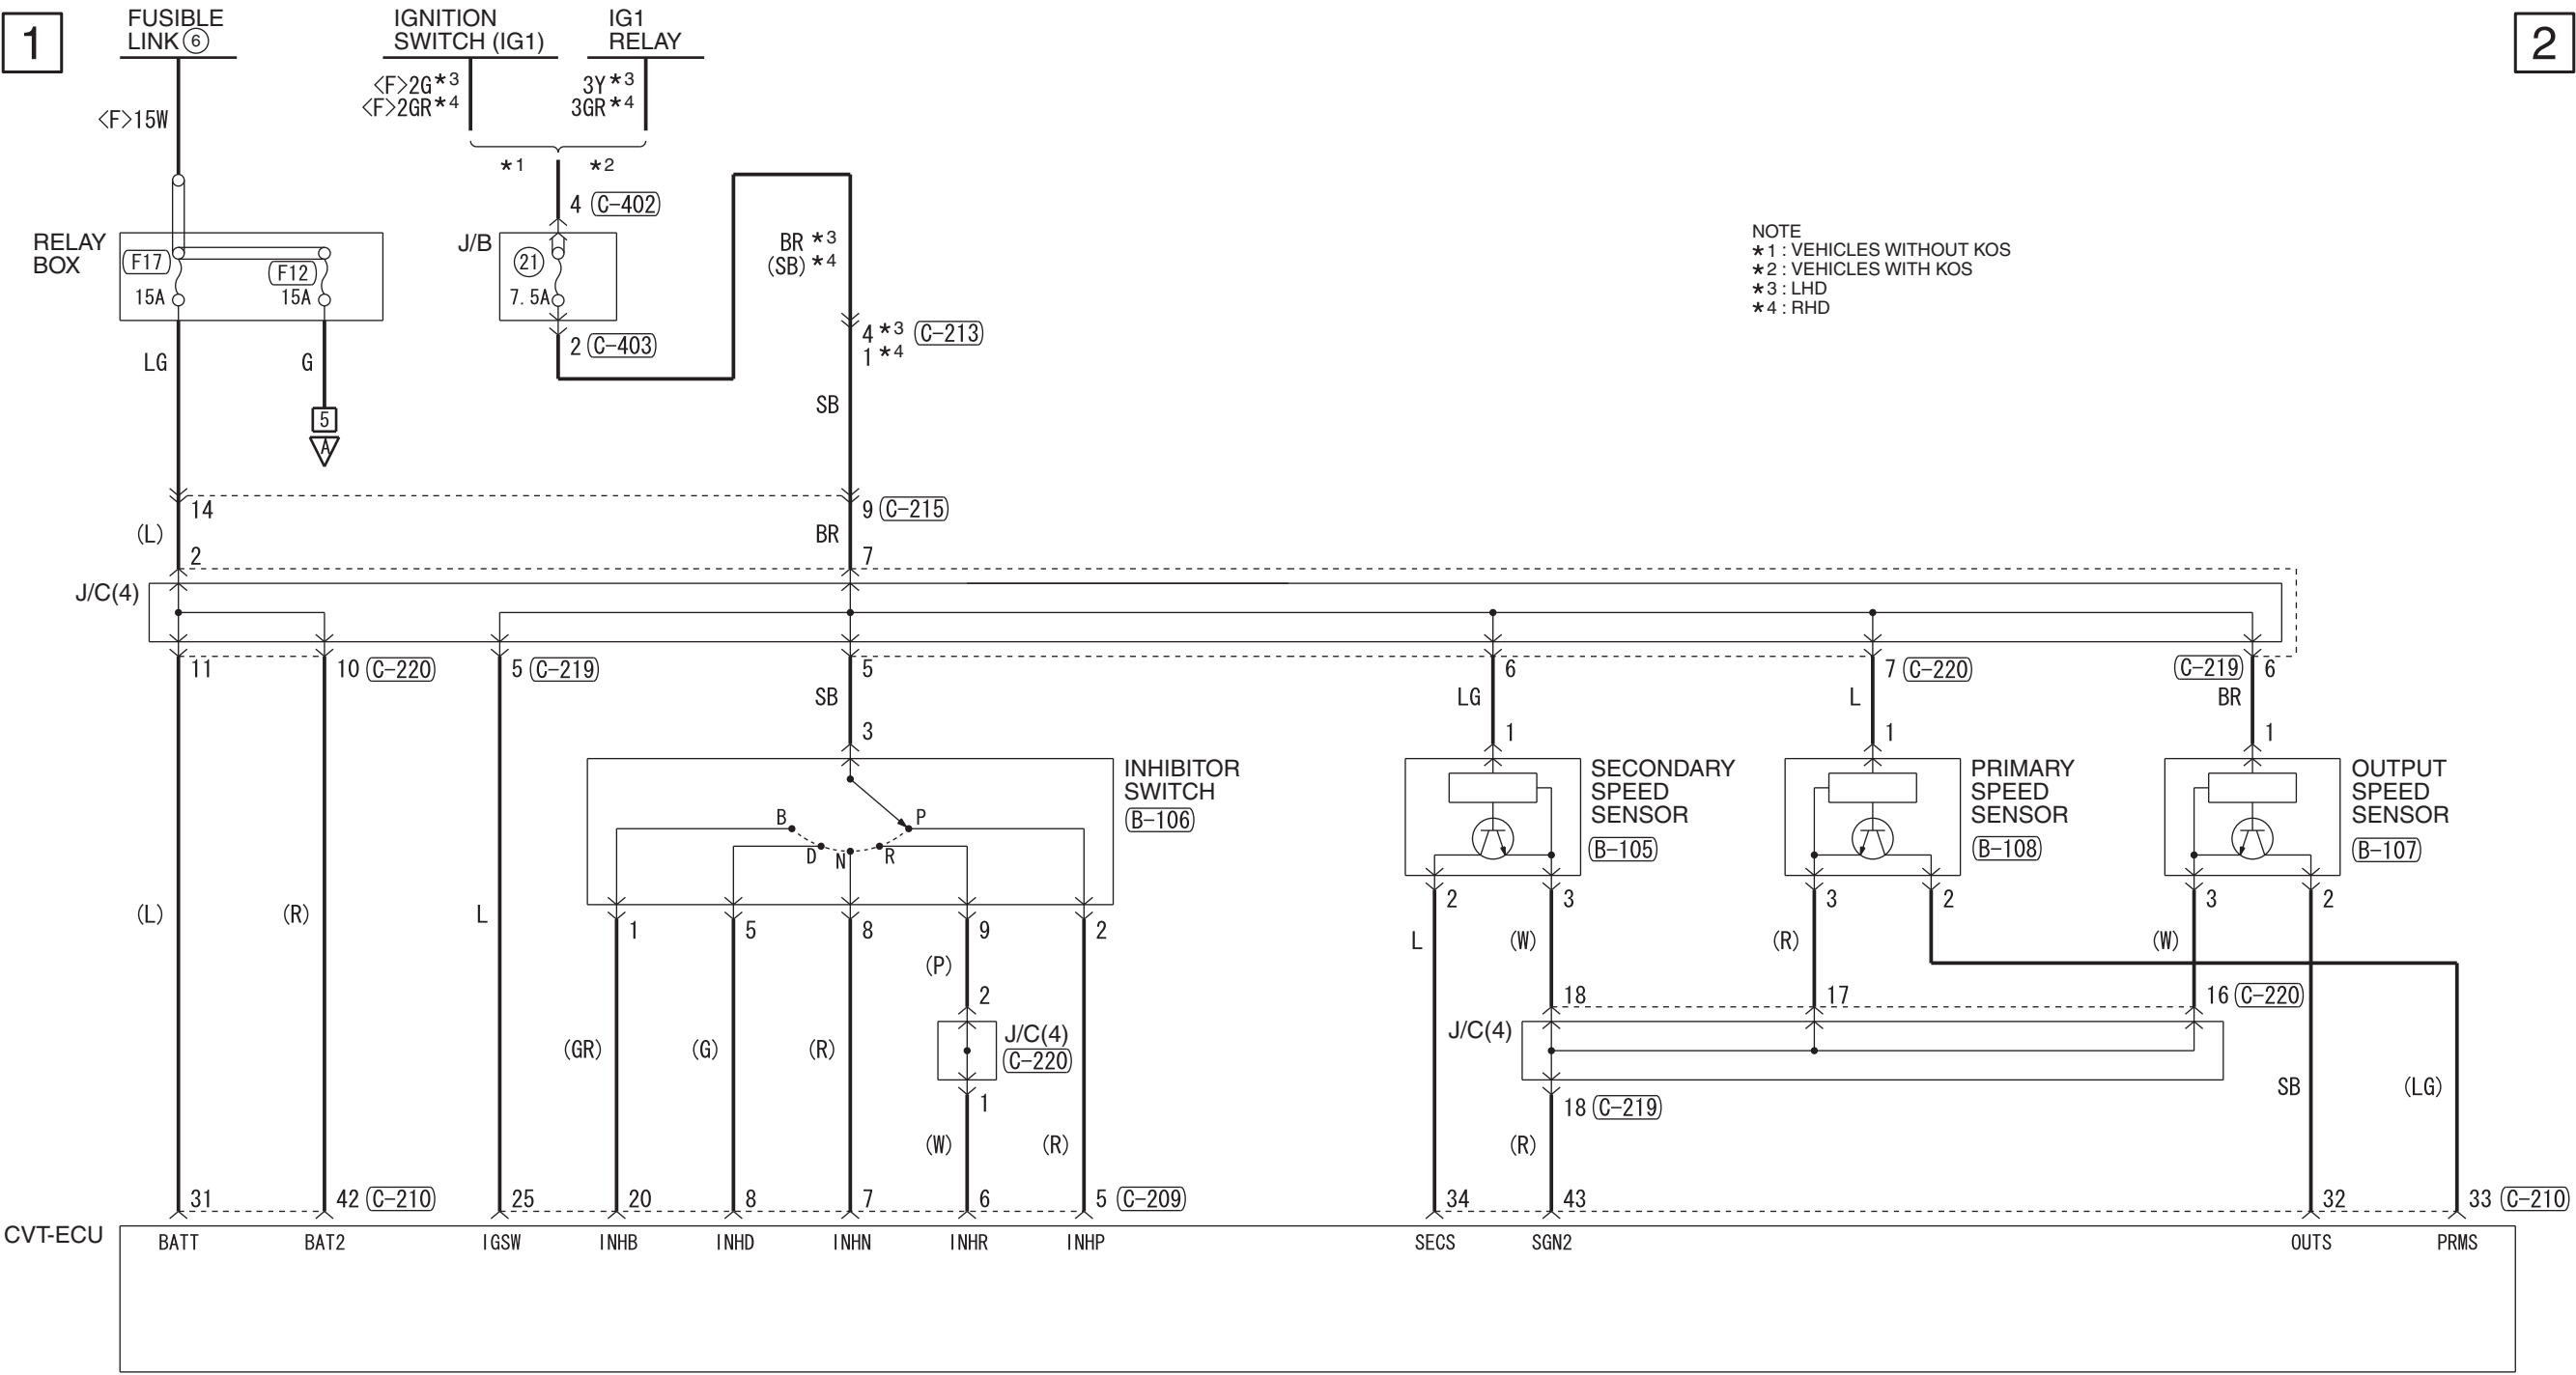 1
FUSIBLE
LINK 6
IGNITION
SWITCH (IG1)
IG1
RELAY
2
<F>2G*3
<F>2GR*4
3Y*3
3GR*4
<F>15W
*1 *2
4 C-402
RELAY
BOX
F17
15A
F12
15A
J/B
21
7.5A
BR *3
(SB) *4
NOTE
*1 : VEHICLES WITHOUT KOS
*2 : VEHICLES WITH KOS
*3 : LHD
*4 : RHD
2 C-403
4 *3 C-213
1 *4
LG
G
SB
5
A
14
9 C-215
(L)
BR
2
7
J/C(4)
11
10 C-220
5 C-219
5
6
7 C-220
C-219 6
SB
LG
L
BR
3
1
1
1
INHIBITOR
SWITCH
B-106
B
P
D
N
R
SECONDARY
SPEED
SENSOR
B-105
PRIMARY
SPEED
SENSOR
B-108
OUTPUT
SPEED
SENSOR
B-107
2
3
3
2
3
2
(L)
(R)
L
1
5
8
9
2
L
(W)
(R)
(W)
(P)
2
18
17
16 C-220
J/C(4)
C-220
J/C(4)
(GR)
(G)
(R)
1
18 C-219
SB
(LG)
(W)
(R)
(R)
31
42 C-210
25
20
8
7
6
5 C-209
34
43
32
33 C-210
CVT-ECU
BATT
BAT2
IGSW
INHB
INHD
INHN
INHR
INHP
SECS
SGN2
OUTS
PRMS